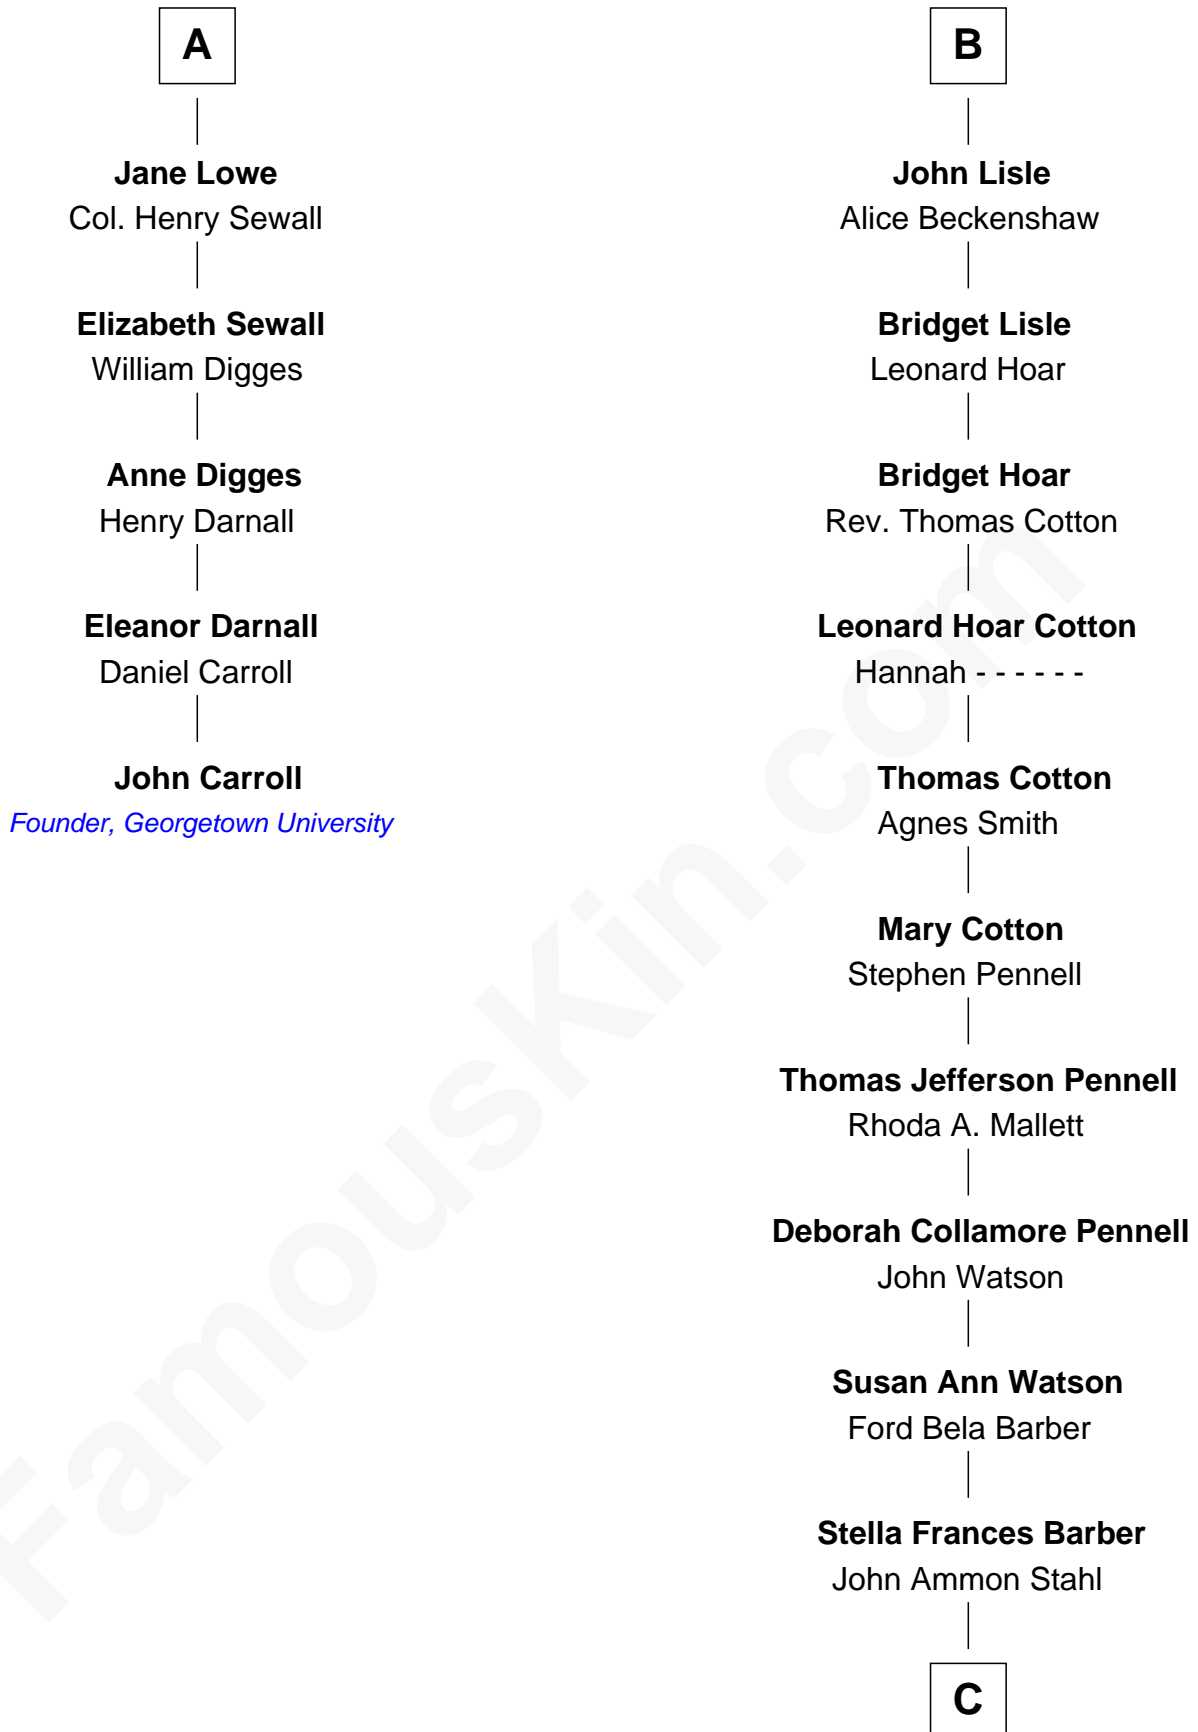 A
Jane Lowe
Col. Henry Sewall
Elizabeth Sewall
William Digges
Anne Digges
Henry Darnall
Eleanor Darnall
Daniel Carroll
John Carroll
Founder, Georgetown University
B
John Lisle
Alice Beckenshaw
Bridget Lisle
Leonard Hoar
Bridget Hoar
Rev. Thomas Cotton
Leonard Hoar Cotton
Hannah - - - - - -
Thomas Cotton
Agnes Smith
Mary Cotton
Stephen Pennell
Thomas Jefferson Pennell
Rhoda A. Mallett
Deborah Collamore Pennell
John Watson
Susan Ann Watson
Ford Bela Barber
Stella Frances Barber
John Ammon Stahl
C
FamousKin.com